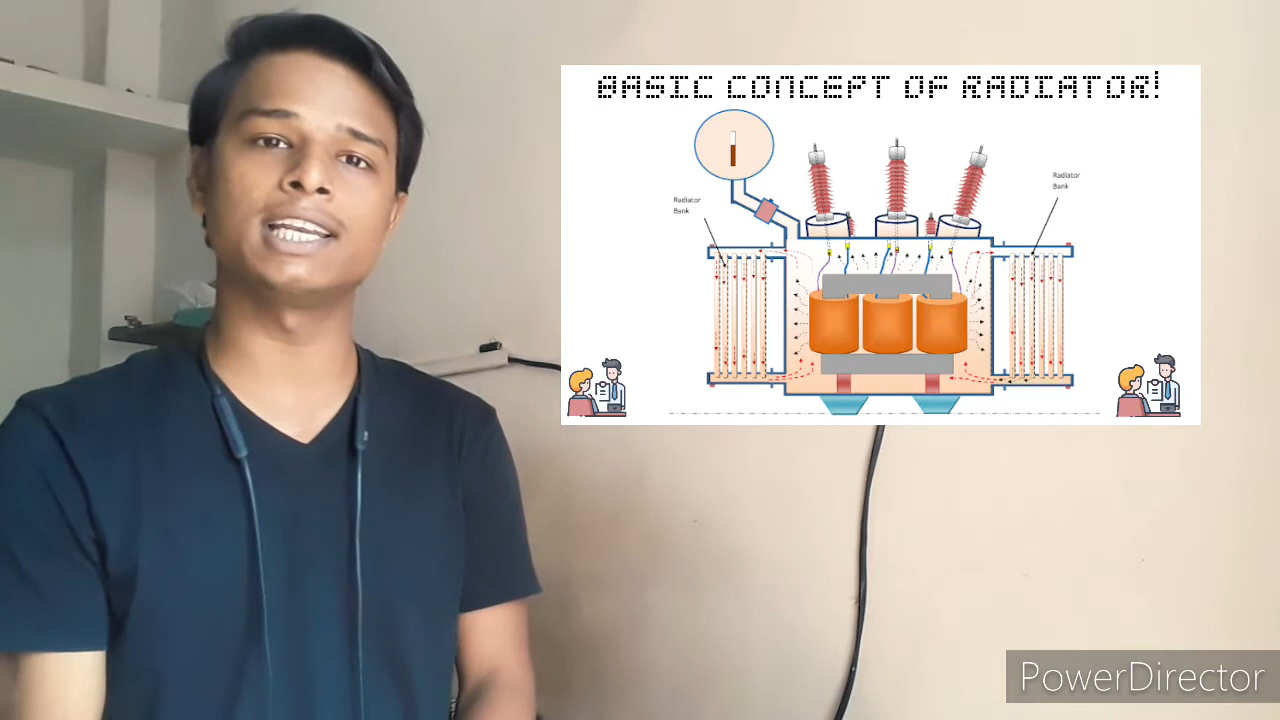 BASIC CONCEPT OF RADIATOR!
Radiator
Bank
Radiator
Bank
PowerDirector